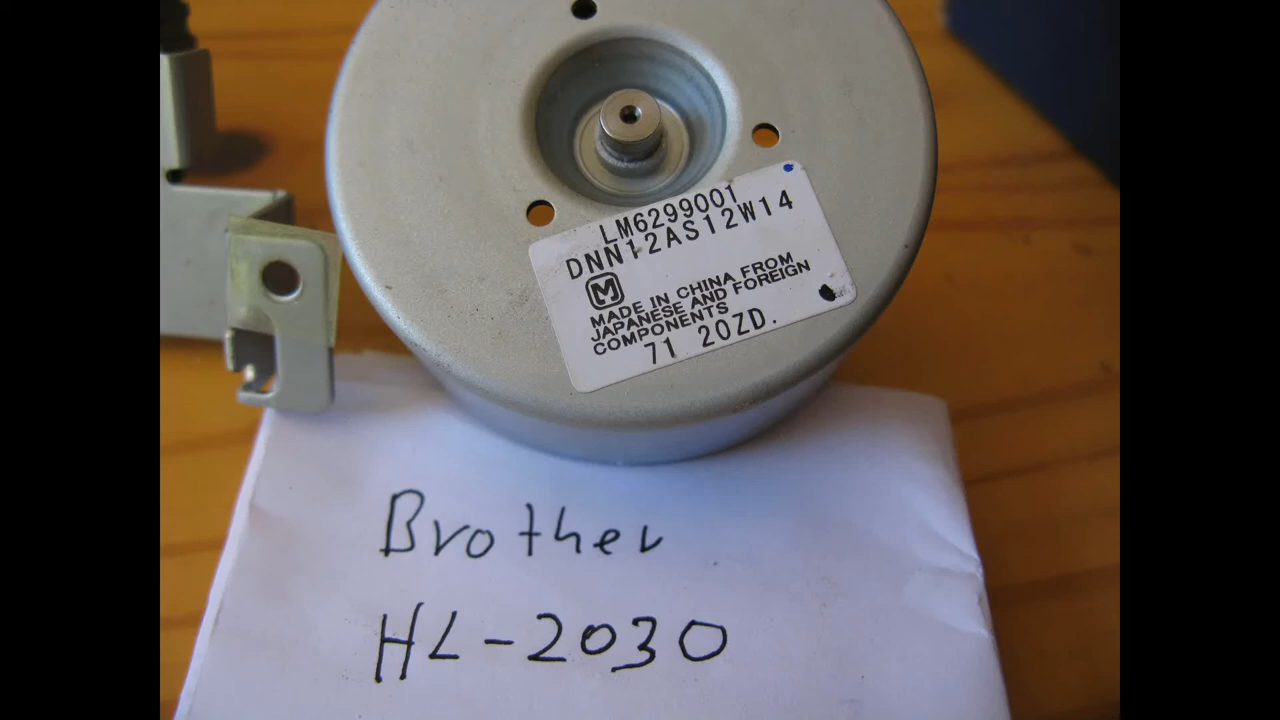 LM6299001
DNN12AS12W14
M
MADE IN CHINA FROM
JAPANESE AND FOREIGN
COMPONENTS
71 20ZD.
Brother
HL-2030